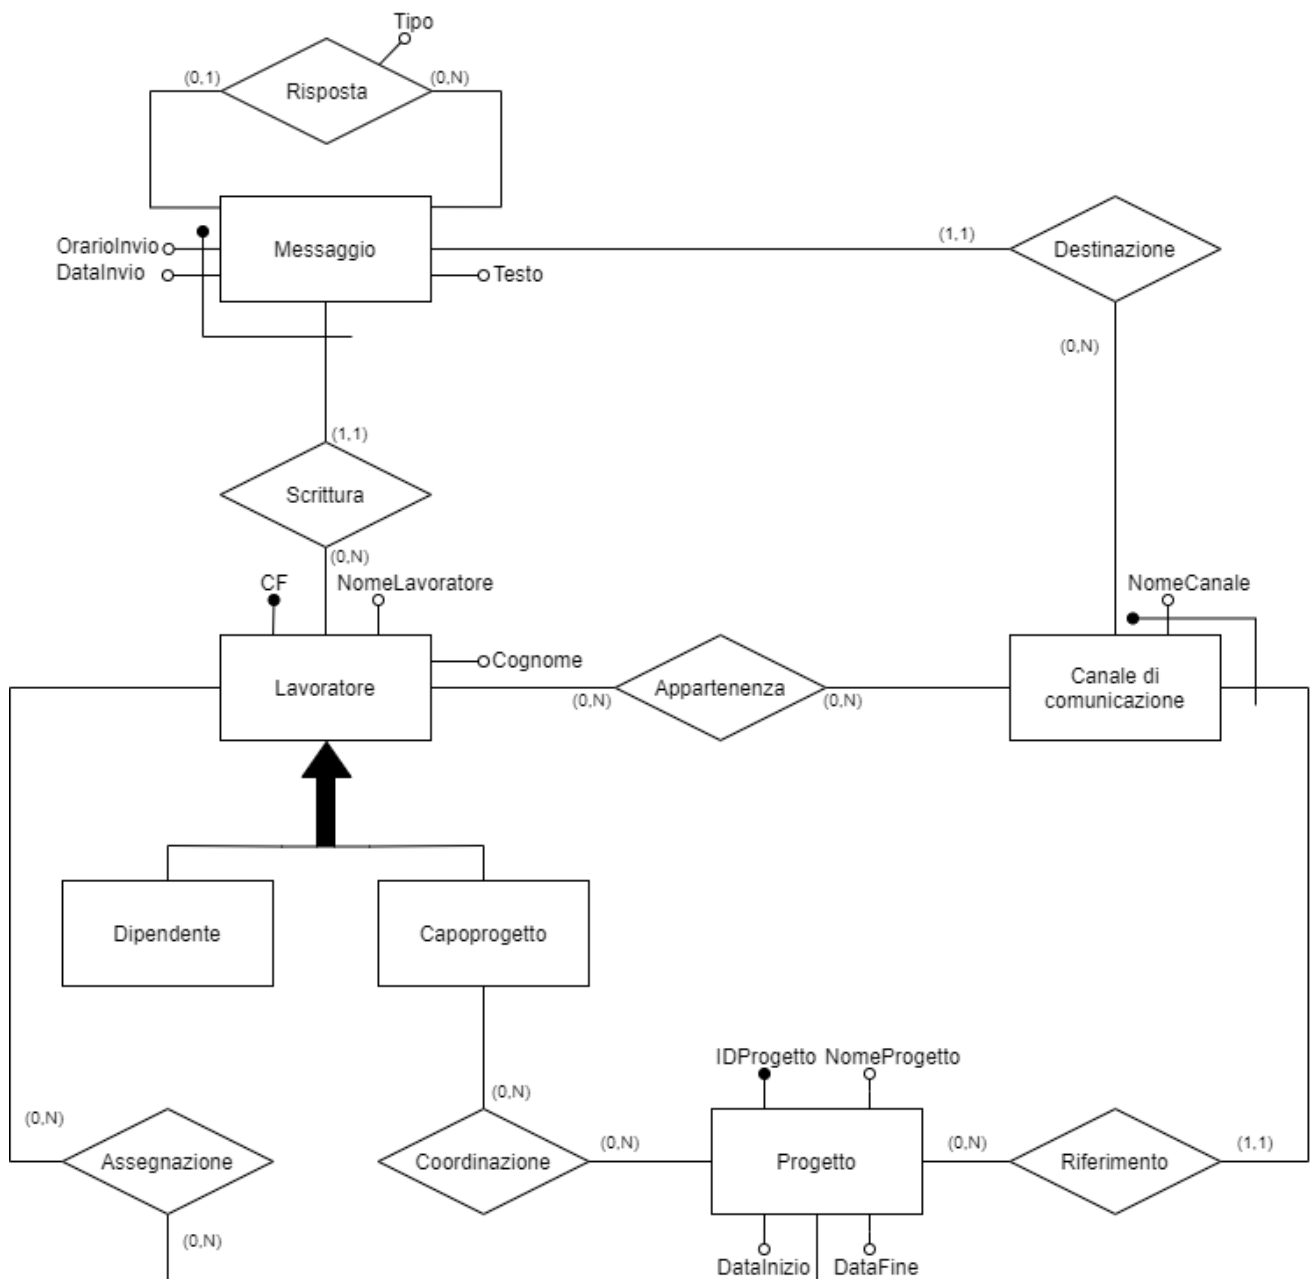 Tipo
(0,1)
(0,N)
Risposta
OrarioInvio
DataInvio
Messaggio
Testo
(1,1)
Destinazione
(0,N)
(1,1)
Scrittura
(0,N)
CF
NomeLavoratore
NomeCanale
Cognome
Lavoratore
(0,N)
Appartenenza
(0,N)
Canale di
comunicazione
Dipendente
Capoprogetto
IDProgetto
NomeProgetto
(0,N)
(0,N)
(0,N)
(0,N)
(1,1)
Assegnazione
Coordinazione
Progetto
Riferimento
(0,N)
DataInizio
DataFine